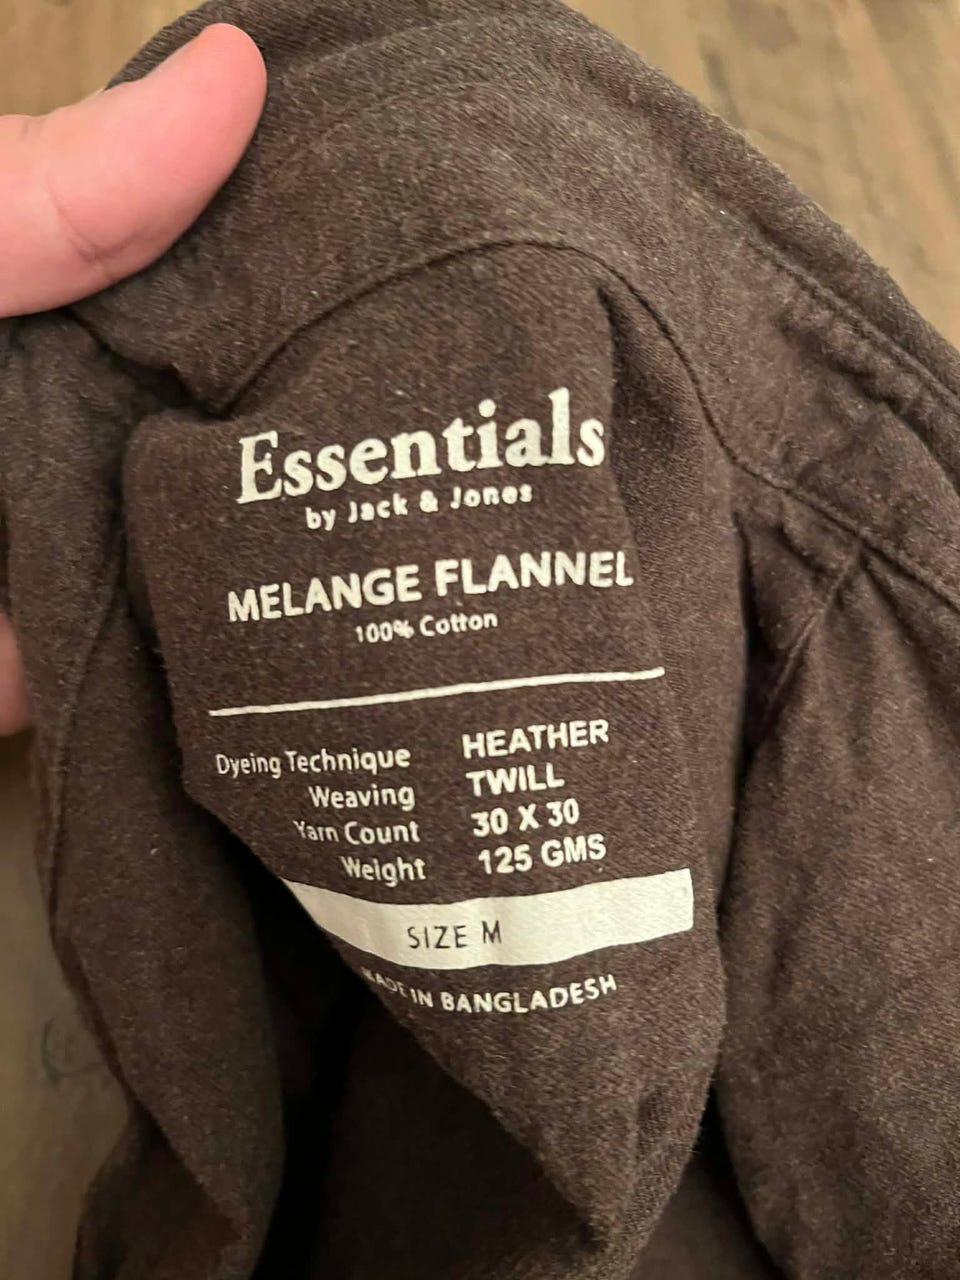 Essentials
by Jack & Jones
MELANGE FLANNEL
100% Cotton
Dyeing Technique HEATHER
Weaving TWILL
Yarn Count 30 X 30
Weight 125 GMS
SIZE M
MADE IN BANGLADESH